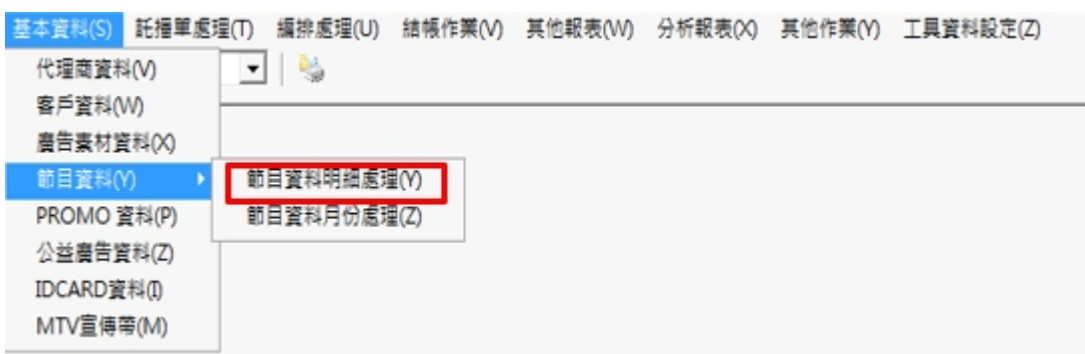 基本資料(S) 託播單處理(T) 編排處理(U) 結帳作業(V) 其他報表(W) 分析報表(X) 其他作業(Y) 工具資料設定(Z)
代理商資料(V)
客戶資料(W)
廣告素材資料(X)
節目資料(Y)
節目資料明細處理(Y)
PROMO 資料(P)
節目資料月份處理(Z)
公益廣告資料(Z)
IDCARD資料(I)
MTV宣傳帶(M)